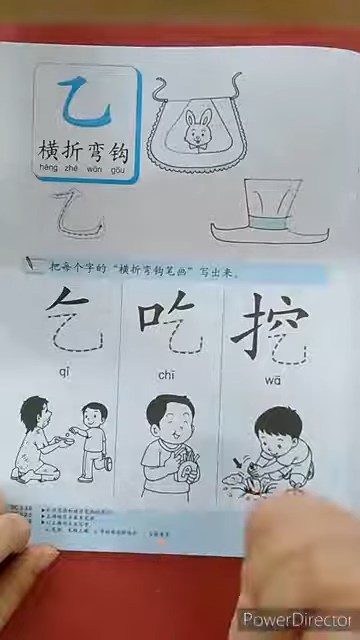 乙
横折弯钩
héng zhé wān gōu
把每个字的“横折弯钩笔画”写出来。
乞 吃 挖
qǐ chī wā
PowerDirector